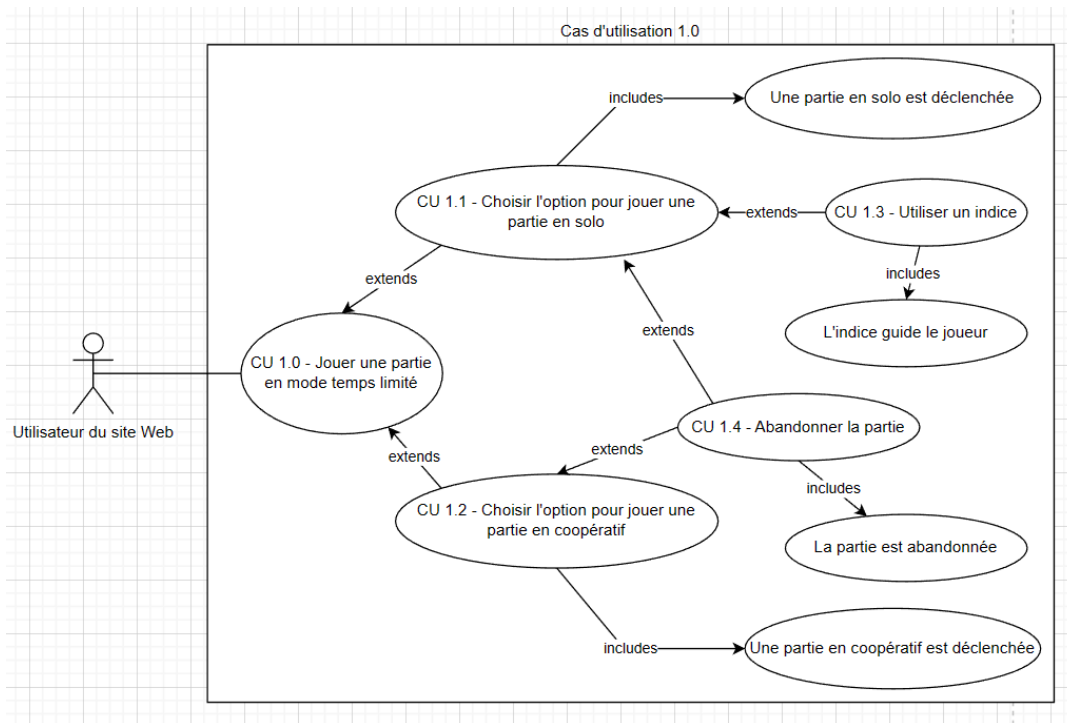 Cas d'utilisation 1.0
includes
Une partie en solo est déclenchée
CU 1.1 - Choisir l'option pour jouer une
partie en solo
extends
CU 1.3 - Utiliser un indice
includes
extends
L'indice guide le joueur
extends
CU 1.0 - Jouer une partie
en mode temps limité
Utilisateur du site Web
CU 1.4 - Abandonner la partie
extends
extends
includes
CU 1.2 - Choisir l'option pour jouer une
partie en coopératif
La partie est abandonnée
includes
Une partie en coopératif est déclenchée